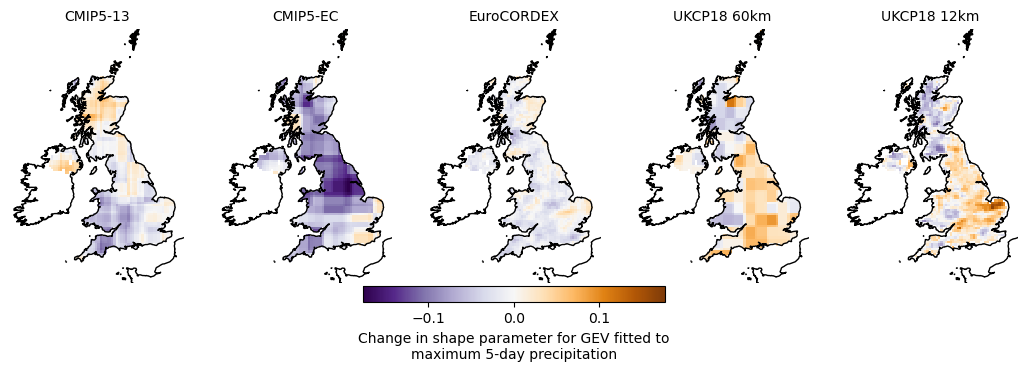 CMIP5-13
CMIP5-EC
EuroCORDEX
UKCP18 60km
UKCP18 12km
−0.1
0.0
0.1
Change in shape parameter for GEV fitted to
maximum 5-day precipitation